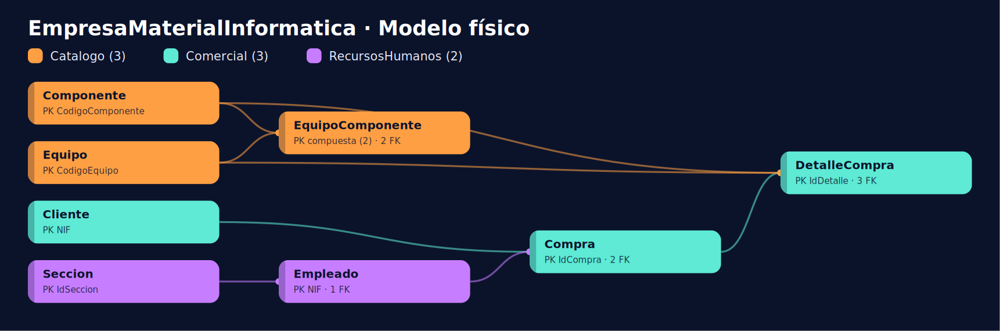 EmpresaMaterialInformatica · Modelo físico
Catalogo (3)
Comercial (3)
RecursosHumanos (2)
Componente
PK CodigoComponente
EquipoComponente
PK compuesta (2) · 2 FK
Equipo
PK CodigoEquipo
DetalleCompra
PK IdDetalle · 3 FK
Cliente
PK NIF
Compra
PK IdCompra · 2 FK
Seccion
PK IdSeccion
Empleado
PK NIF · 1 FK